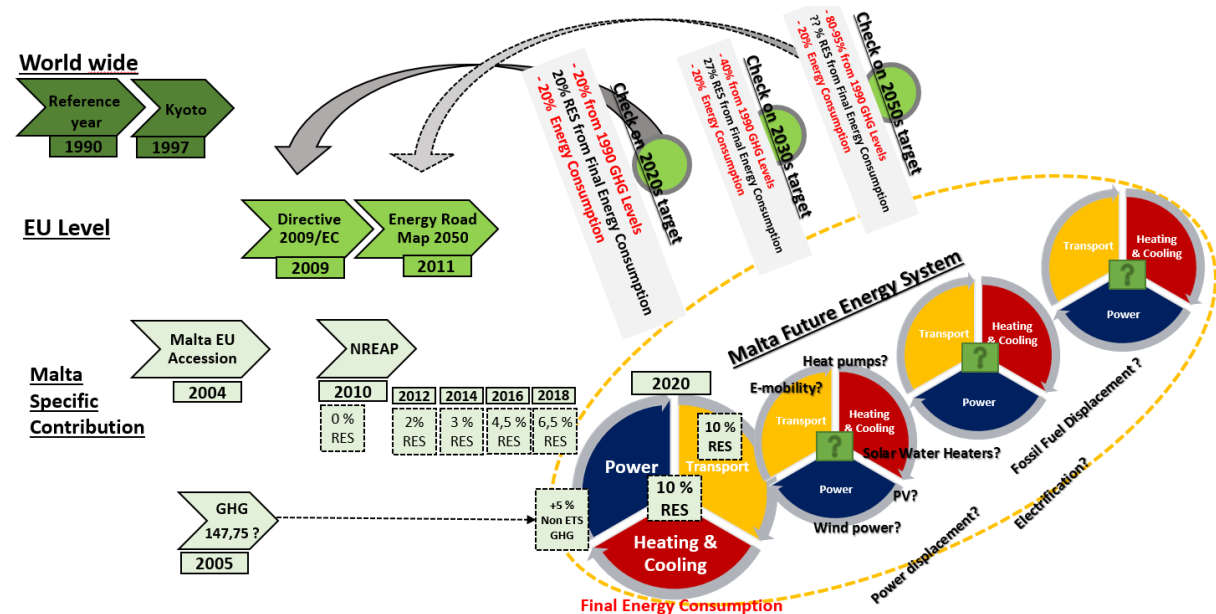 World wide
Reference
year
1990
Kyoto
1997
EU Level
Directive
2009/EC
2009
Energy Road
Map 2050
2011
Check on 2020s target
- 20% from 1990 GHG Levels
20% RES from Final Energy Consumption
- 20% Energy Consumption
Check on 2030s target
- 40% from 1990 GHG Levels
27% RES from Final Energy Consumption
- 20% Energy Consumption
Check on 2050s target
- 80-95% from 1990 GHG Levels
?? % RES from Final Energy Consumption
- 20% Energy Consumption
Malta
Specific
Contribution
Malta EU
Accession
2004
NREAP
2010
0 %
RES
2012
2%
RES
2014
3 %
RES
2016
4,5 %
RES
2018
6,5 %
RES
GHG
147,75 ?
2005
+5 %
Non ETS
GHG
2020
Power
Transport
10 %
RES
10 %
RES
Heating &
Cooling
Final Energy Consumption
Malta Future Energy System
Heat pumps?
E-mobility?
Transport
Heating
& Cooling
?
Solar Water Heaters?
Power
PV?
Wind power?
Transport
Heating
& Cooling
?
Power
Transport
Heating
& Cooling
?
Power
Fossil Fuel Displacement ?
Electrification?
Power displacement?